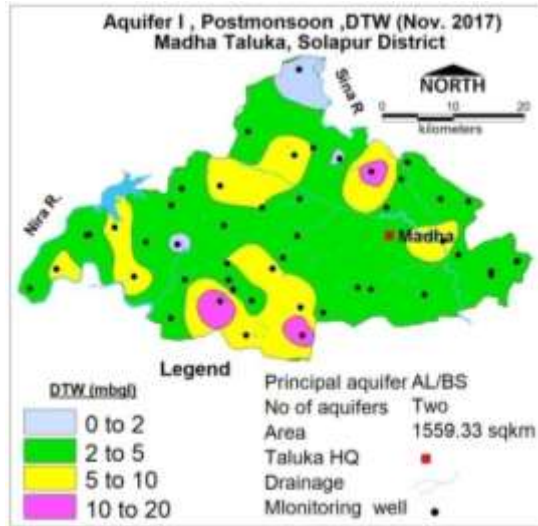 Aquifer I , Postmonsoon ,DTW (Nov. 2017)
Madha Taluka, Solapur District
Sina R.
NORTH
0 10 20
kilometers
Nira R.
Madha
Legend
DTW (mbgl)
0 to 2
2 to 5
5 to 10
10 to 20
Principal aquifer AL/BS
No of aquifers Two
Area 1559.33 sqkm
Taluka HQ
Drainage
MIonitoring well